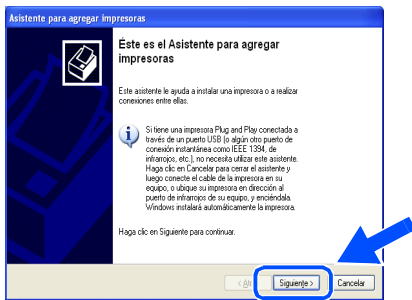 Asistente para agregar impresoras
Éste es el Asistente para agregar
impresoras
Este asistente le ayuda a instalar una impresora o a realizar
conexiones entre ellas.
Si tiene una impresora Plug and Play conectada a
través de un puerto USB (o algún otro puerto de
conexión instantánea como IEEE 1394, de
infrarrojos, etc.), no necesita utilizar este asistente.
Haga clic en Cancelar para cerrar el asistente y
luego conecte el cable de la impresora en su
equipo, o ubique su impresora en dirección al
puerto de infrarrojos de su equipo, y enciéndala.
Windows instalará automáticamente la impresora.
Haga clic en Siguiente para continuar.
Siguiente > Cancelar